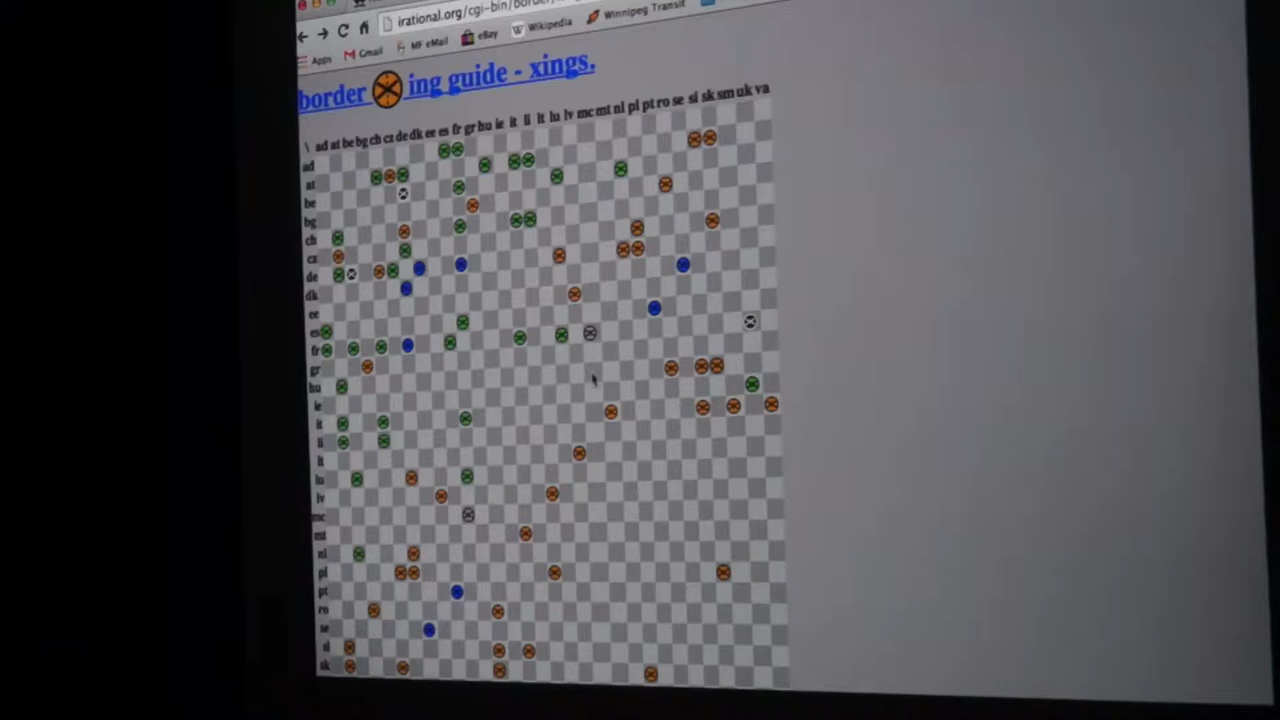 irational.org/cgi-bin/border/
Apps Gmail MF eMail eBay Wikipedia Winnipeg Transit
border ing guide - xings.
\ ad at be bg ch cz de dk ee es fr gr hu ie it li lt lu lv mc mt nl pl pt ro se si sk sm uk va
ad
at
be
bg
ch
cz
de
dk
ee
es
fr
gr
hu
ie
it
li
lt
lu
lv
mc
mt
nl
pl
pt
ro
se
si
sk